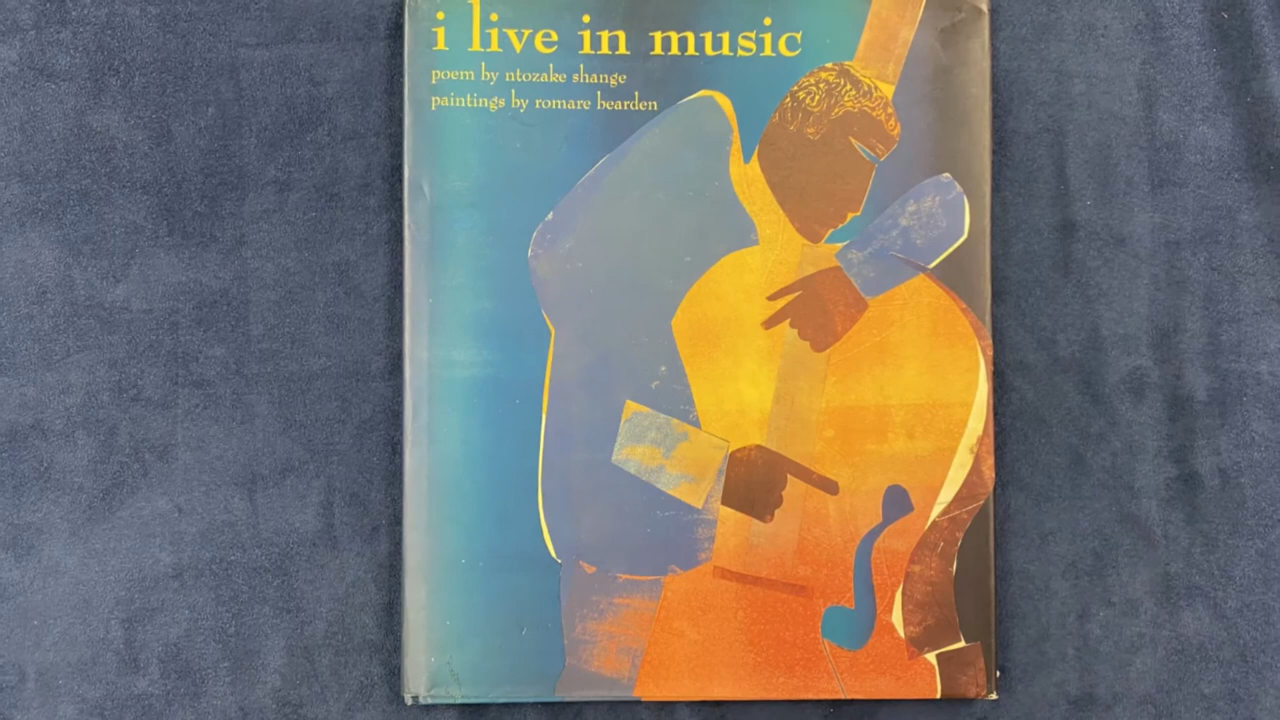 i live in music
poem by ntozake shange
paintings by romare bearden